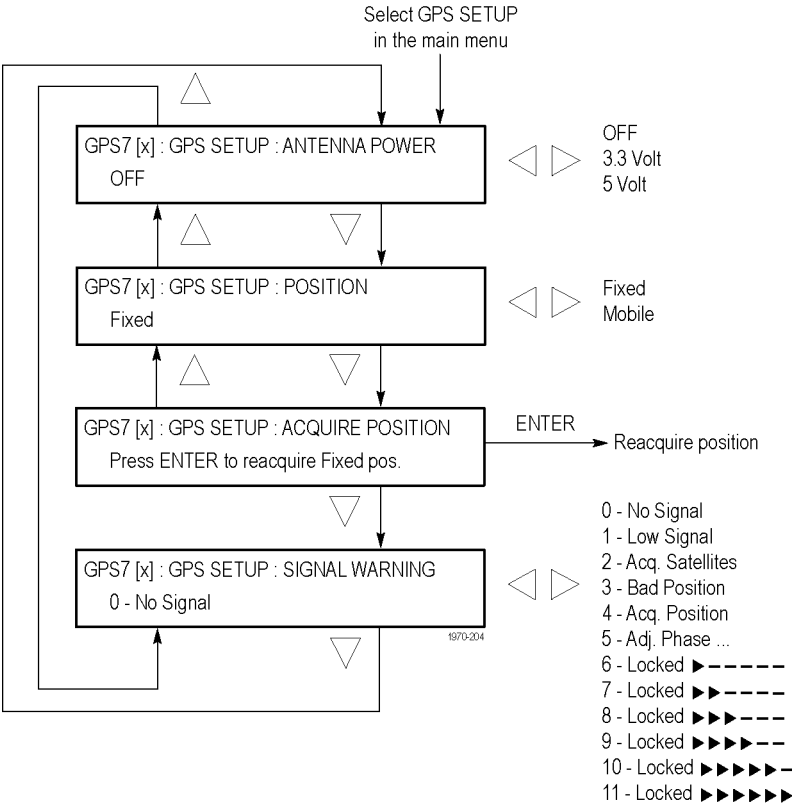 Select GPS SETUP
in the main menu
GPS7 [x] : GPS SETUP : ANTENNA POWER
OFF
OFF
3.3 Volt
5 Volt
GPS7 [x] : GPS SETUP : POSITION
Fixed
Fixed
Mobile
GPS7 [x] : GPS SETUP : ACQUIRE POSITION
Press ENTER to reacquire Fixed pos.
ENTER
Reacquire position
GPS7 [x] : GPS SETUP : SIGNAL WARNING
0 - No Signal
1970-204
0 - No Signal
1 - Low Signal
2 - Acq. Satellites
3 - Bad Position
4 - Acq. Position
5 - Adj. Phase ...
6 - Locked ▶–––––
7 - Locked ▶▶––––
8 - Locked ▶▶▶–––
9 - Locked ▶▶▶▶––
10 - Locked ▶▶▶▶▶–
11 - Locked ▶▶▶▶▶▶